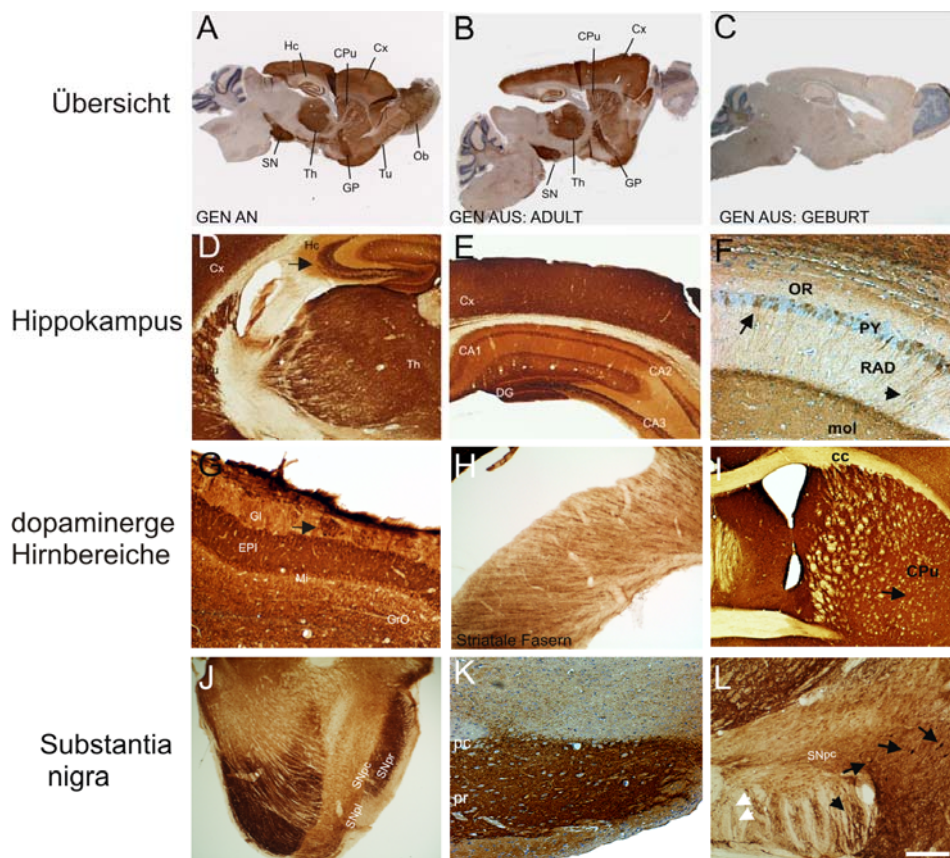 A
Hc
CPu
Cx
SN
Th
GP
Tu
Ob
GEN AN
B
CPu
Cx
SN
Th
GP
GEN AUS: ADULT
C
GEN AUS: GEBURT
Übersicht
D
Hc
Cx
CPu
Th
E
Cx
CA1
CA2
DG
CA3
F
OR
PY
RAD
mol
Hippokampus
G
Gl
EPl
Ml
GrO
H
Striatale Fasern
I
cc
CPu
dopaminerge
Hirnbereiche
J
SNpc
SNpr
SNpl
K
pc
pr
L
SNpc
Substantia
nigra